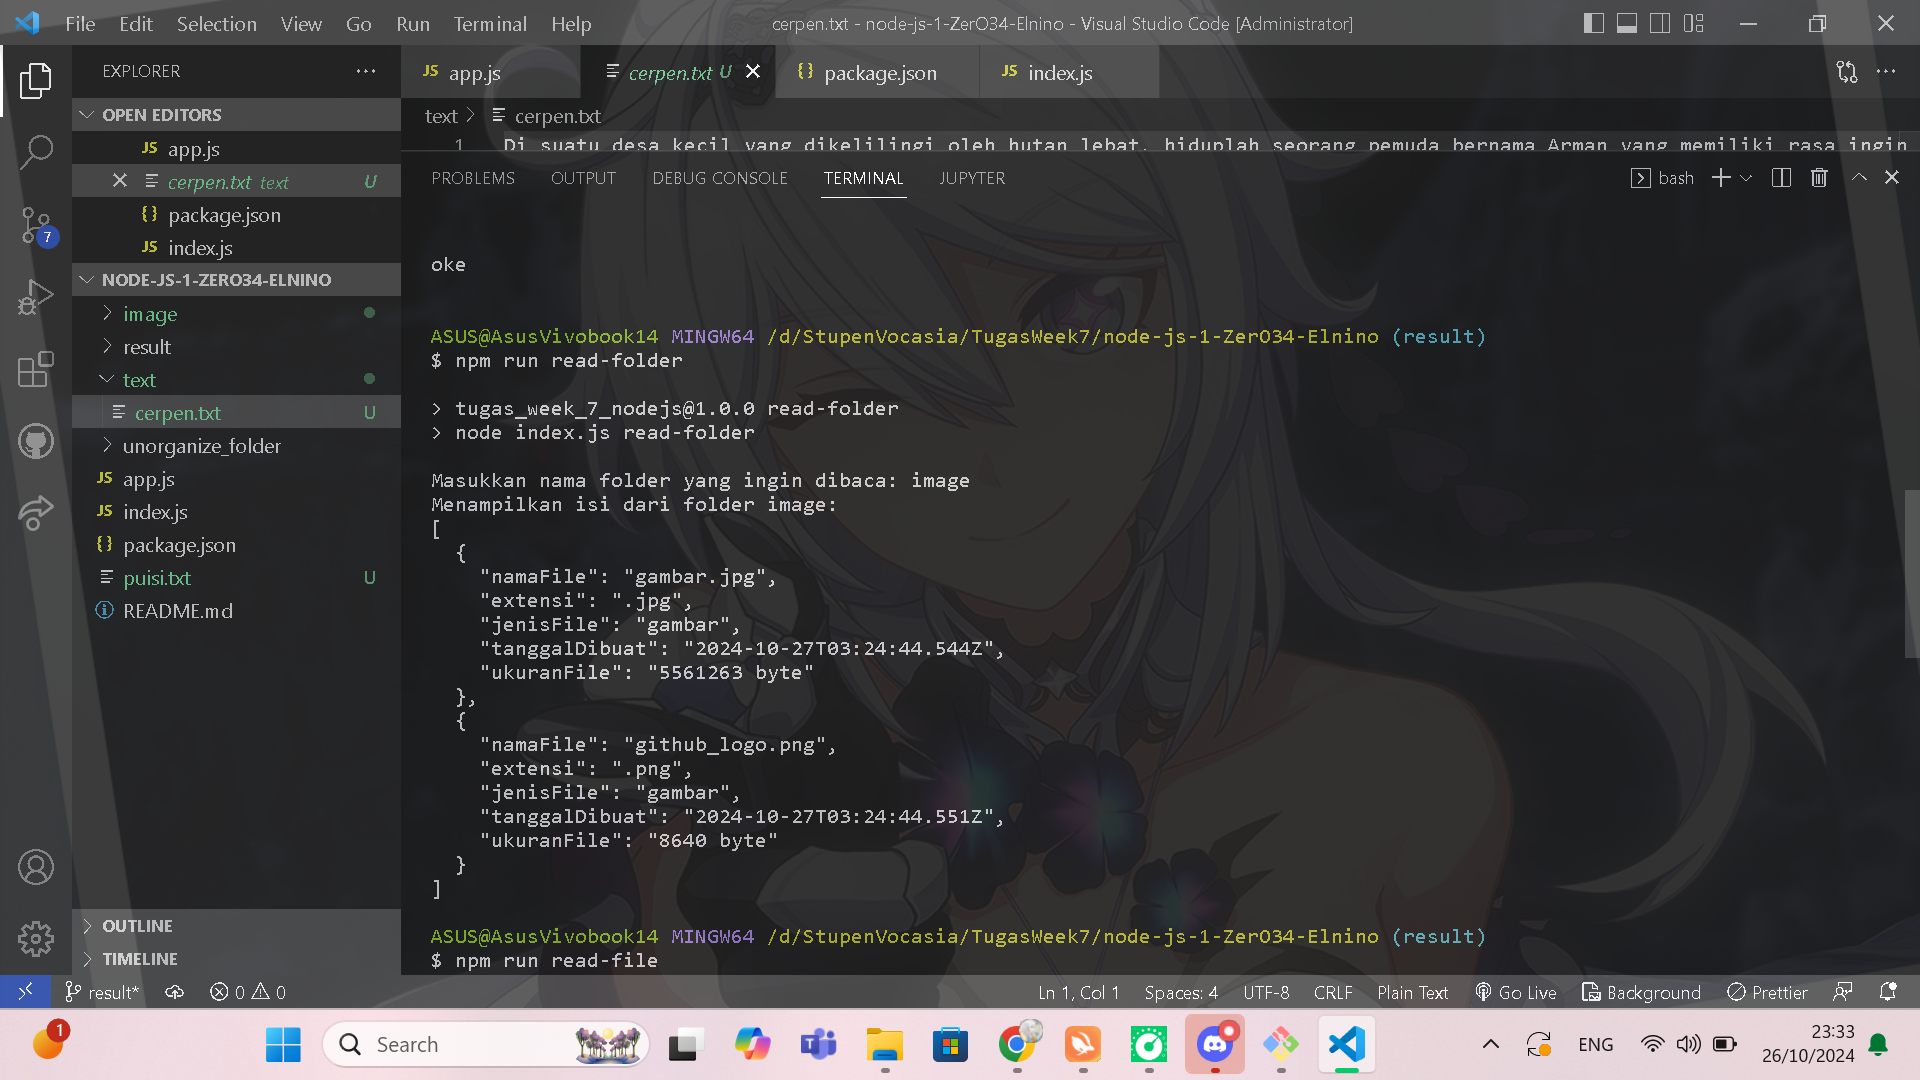 File Edit Selection View Go Run Terminal Help
cerpen.txt - node-js-1-ZerO34-Elnino - Visual Studio Code [Administrator]
EXPLORER
OPEN EDITORS
JS app.js
cerpen.txt text U
{} package.json
JS index.js
NODE-JS-1-ZERO34-ELNINO
image
result
text
cerpen.txt U
unorganize_folder
JS app.js
JS index.js
{} package.json
puisi.txt U
README.md
OUTLINE
TIMELINE
7
JS app.js
cerpen.txt U
{} package.json
JS index.js
text > cerpen.txt
1 Di suatu desa kecil yang dikelilingi oleh hutan lebat, hiduplah seorang pemuda bernama Arman yang memiliki rasa ingin
PROBLEMS OUTPUT DEBUG CONSOLE TERMINAL JUPYTER
bash
oke
ASUS@AsusVivobook14 MINGW64 /d/StupenVocasia/TugasWeek7/node-js-1-ZerO34-Elnino (result)
$ npm run read-folder
> tugas_week_7_nodejs@1.0.0 read-folder
> node index.js read-folder
Masukkan nama folder yang ingin dibaca: image
Menampilkan isi dari folder image:
[
{
"namaFile": "gambar.jpg",
"extensi": ".jpg",
"jenisFile": "gambar",
"tanggalDibuat": "2024-10-27T03:24:44.544Z",
"ukuranFile": "5561263 byte"
},
{
"namaFile": "github_logo.png",
"extensi": ".png",
"jenisFile": "gambar",
"tanggalDibuat": "2024-10-27T03:24:44.551Z",
"ukuranFile": "8640 byte"
}
]
ASUS@AsusVivobook14 MINGW64 /d/StupenVocasia/TugasWeek7/node-js-1-ZerO34-Elnino (result)
$ npm run read-file
result* 0 0
Ln 1, Col 1 Spaces: 4 UTF-8 CRLF Plain Text Go Live Background Prettier
1
Search
ENG
23:33
26/10/2024